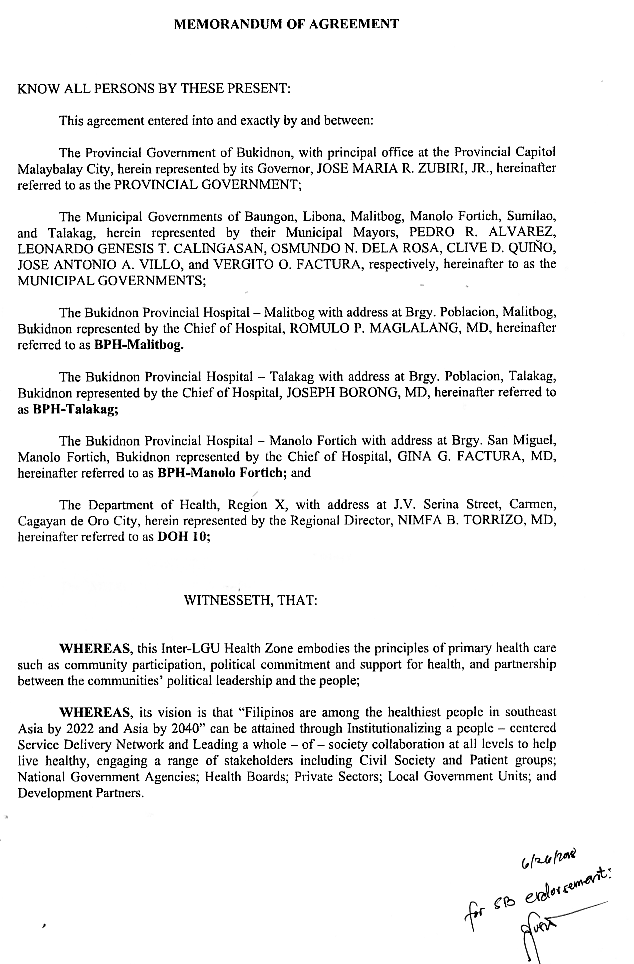 MEMORANDUM OF AGREEMENT
KNOW ALL PERSONS BY THESE PRESENT:
This agreement entered into and exactly by and between:
The Provincial Government of Bukidnon, with principal office at the Provincial Capitol
Malaybalay City, herein represented by its Governor, JOSE MARIA R. ZUBIRI, JR., hereinafter
referred to as the PROVINCIAL GOVERNMENT;
The Municipal Governments of Baungon, Libona, Malitbog, Manolo Fortich, Sumilao,
and Talakag, herein represented by their Municipal Mayors, PEDRO R. ALVAREZ,
LEONARDO GENESIS T. CALINGASAN, OSMUNDO N. DELA ROSA, CLIVE D. QUIÑO,
JOSE ANTONIO A. VILLO, and VERGITO O. FACTURA, respectively, hereinafter to as the
MUNICIPAL GOVERNMENTS;
The Bukidnon Provincial Hospital – Malitbog with address at Brgy. Poblacion, Malitbog,
Bukidnon represented by the Chief of Hospital, ROMULO P. MAGLALANG, MD, hereinafter
referred to as BPH-Malitbog.
The Bukidnon Provincial Hospital – Talakag with address at Brgy. Poblacion, Talakag,
Bukidnon represented by the Chief of Hospital, JOSEPH BORONG, MD, hereinafter referred to
as BPH-Talakag;
The Bukidnon Provincial Hospital – Manolo Fortich with address at Brgy. San Miguel,
Manolo Fortich, Bukidnon represented by the Chief of Hospital, GINA G. FACTURA, MD,
hereinafter referred to as BPH-Manolo Fortich; and
The Department of Health, Region X, with address at J.V. Serina Street, Carmen,
Cagayan de Oro City, herein represented by the Regional Director, NIMFA B. TORRIZO, MD,
hereinafter referred to as DOH 10;
WITNESSETH, THAT:
WHEREAS, this Inter-LGU Health Zone embodies the principles of primary health care
such as community participation, political commitment and support for health, and partnership
between the communities' political leadership and the people;
WHEREAS, its vision is that “Filipinos are among the healthiest people in southeast
Asia by 2022 and Asia by 2040” can be attained through Institutionalizing a people – centered
Service Delivery Network and Leading a whole – of – society collaboration at all levels to help
live healthy, engaging a range of stakeholders including Civil Society and Patient groups;
National Government Agencies; Health Boards; Private Sectors; Local Government Units; and
Development Partners.
6/26/2018
for SB endorsement: